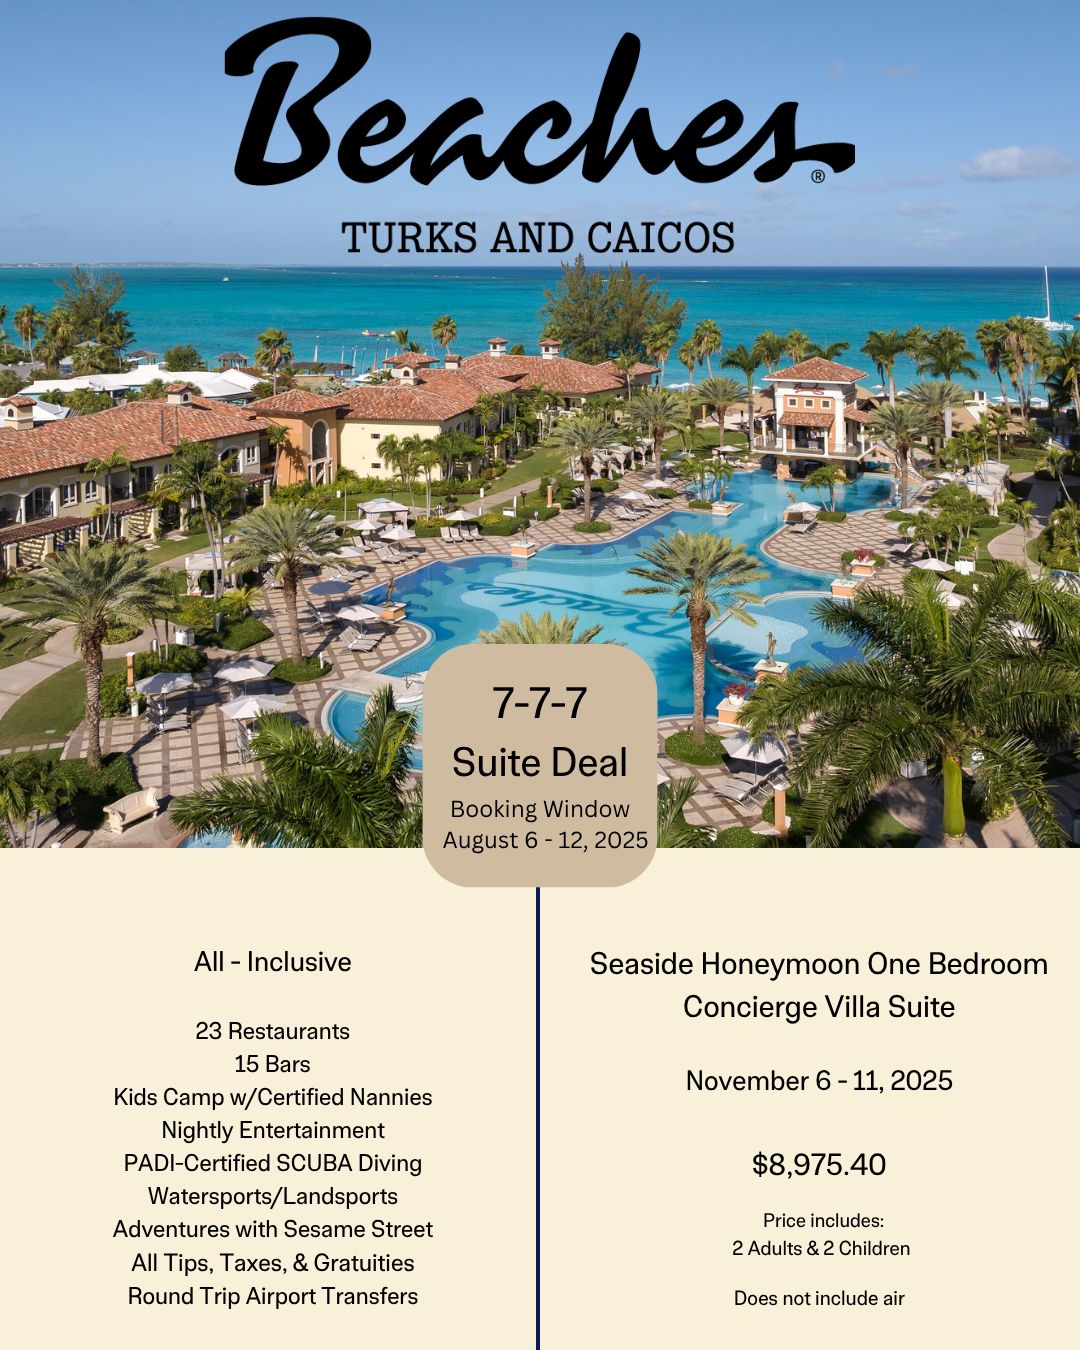 Beaches®
TURKS AND CAICOS
Beaches
7-7-7
Suite Deal
Booking Window
August 6 - 12, 2025
All - Inclusive
23 Restaurants
15 Bars
Kids Camp w/Certified Nannies
Nightly Entertainment
PADI-Certified SCUBA Diving
Watersports/Landsports
Adventures with Sesame Street
All Tips, Taxes, & Gratuities
Round Trip Airport Transfers
Seaside Honeymoon One Bedroom
Concierge Villa Suite
November 6 - 11, 2025
$8,975.40
Price includes:
2 Adults & 2 Children
Does not include air